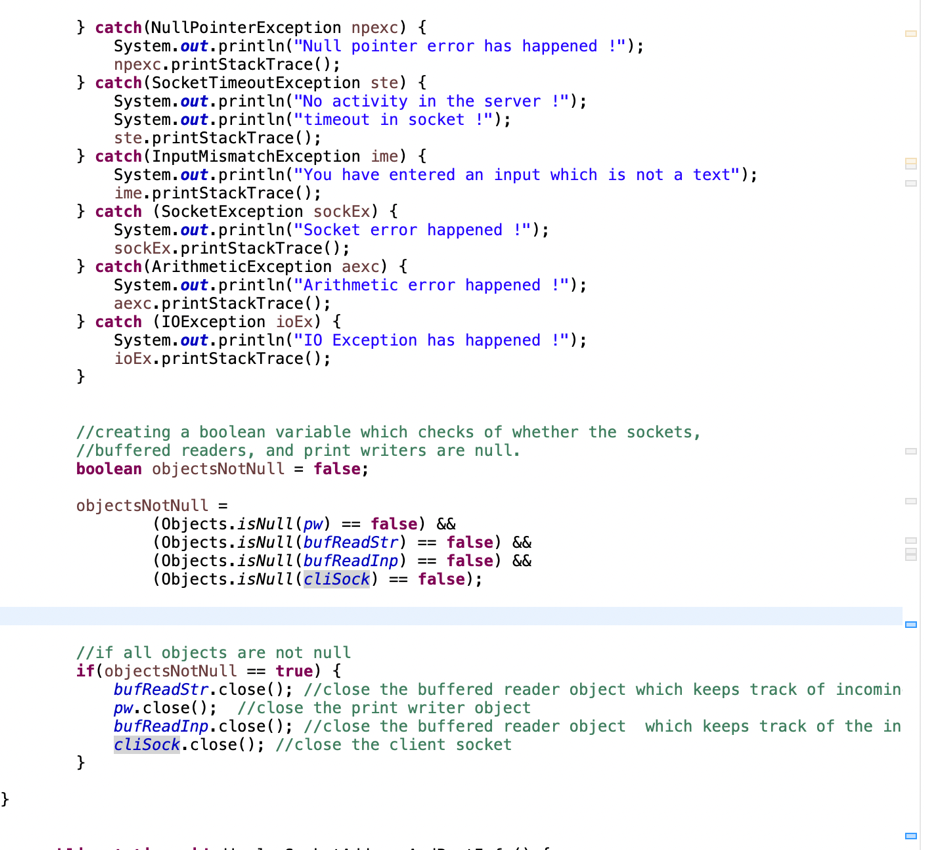 } catch(NullPointerException npexc) {
System.out.println("Null pointer error has happened !");
npexc.printStackTrace();
} catch(SocketTimeoutException ste) {
System.out.println("No activity in the server !");
System.out.println("timeout in socket !");
ste.printStackTrace();
} catch(InputMismatchException ime) {
System.out.println("You have entered an input which is not a text");
ime.printStackTrace();
} catch (SocketException sockEx) {
System.out.println("Socket error happened !");
sockEx.printStackTrace();
} catch(ArithmeticException aexc) {
System.out.println("Arithmetic error happened !");
aexc.printStackTrace();
} catch (IOException ioEx) {
System.out.println("IO Exception has happened !");
ioEx.printStackTrace();
}
//creating a boolean variable which checks of whether the sockets,
//buffered readers, and print writers are null.
boolean objectsNotNull = false;
objectsNotNull =
(Objects.isNull(pw) == false) &&
(Objects.isNull(bufReadStr) == false) &&
(Objects.isNull(bufReadInp) == false) &&
(Objects.isNull(cliSock) == false);
//if all objects are not null
if(objectsNotNull == true) {
bufReadStr.close(); //close the buffered reader object which keeps track of incomin
pw.close(); //close the print writer object
bufReadInp.close(); //close the buffered reader object which keeps track of the in
cliSock.close(); //close the client socket
}
}